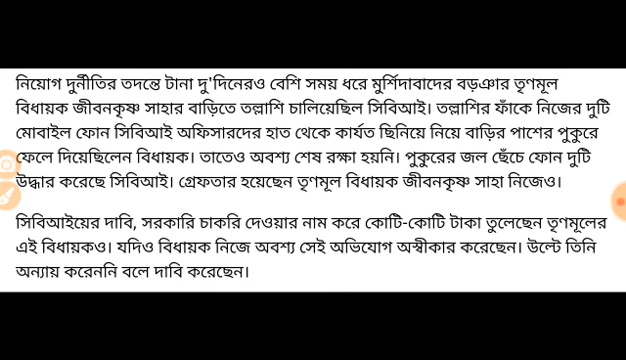 নিয়োগ দুর্নীতির তদন্তে টানা দু'দিনেরও বেশি সময় ধরে মুর্শিদাবাদের বড়ঞার তৃণমূল
বিধায়ক জীবনকৃষ্ণ সাহার বাড়িতে তল্লাশি চালিয়েছিল সিবিআই। তল্লাশির ফাঁকে নিজের দুটি
মোবাইল ফোন সিবিআই অফিসারদের হাত থেকে কার্যত ছিনিয়ে নিয়ে বাড়ির পাশের পুকুরে
ফেলে দিয়েছিলেন বিধায়ক। তাতেও অবশ্য শেষ রক্ষা হয়নি। পুকুরের জল ছেঁচে ফোন দুটি
উদ্ধার করেছে সিবিআই। গ্রেফতার হয়েছেন তৃণমূল বিধায়ক জীবনকৃষ্ণ সাহা নিজেও।
সিবিআইয়ের দাবি, সরকারি চাকরি দেওয়ার নাম করে কোটি-কোটি টাকা তুলেছেন তৃণমূলের
এই বিধায়কও। যদিও বিধায়ক নিজে অবশ্য সেই অভিযোগ অস্বীকার করেছেন। উল্টে তিনি
অন্যায় করেননি বলে দাবি করেছেন।